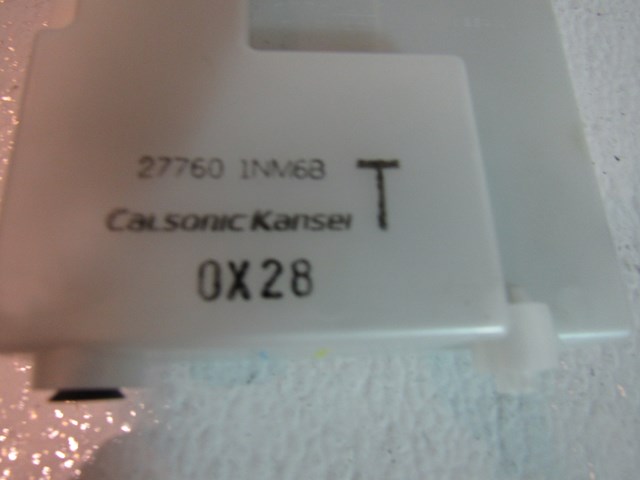 27760 1NM6B
T
CalsonicKansei
0X28